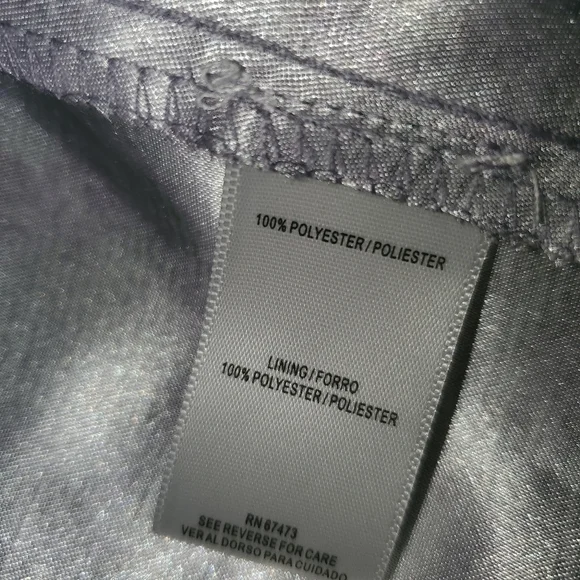 100% POLYESTER / POLIESTER
LINING / FORRO
100% POLYESTER / POLIESTER
RN 67473
SEE REVERSE FOR CARE
VER AL DORSO PARA CUIDADO